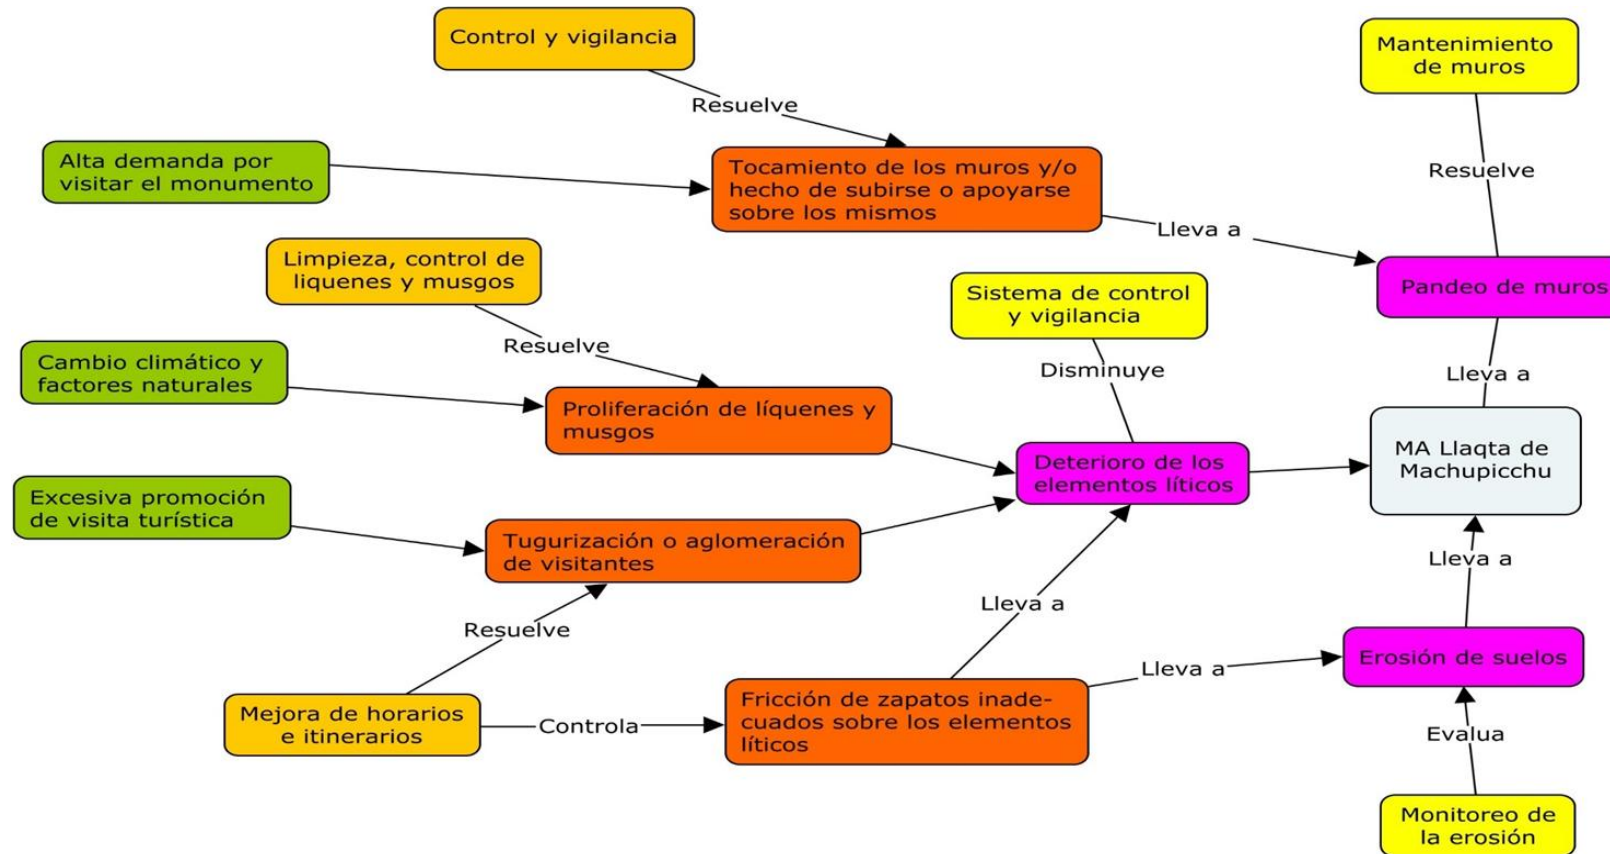 Control y vigilancia
Mantenimiento
de muros
Resuelve
Alta demanda por
visitar el monumento
Tocamiento de los muros y/o
hecho de subirse o apoyarse
sobre los mismos
Resuelve
Lleva a
Limpieza, control de
liquenes y musgos
Sistema de control
y vigilancia
Pandeo de muros
Resuelve
Cambio climático y
factores naturales
Disminuye
Lleva a
Proliferación de líquenes y
musgos
MA Llaqta de
Machupicchu
Deterioro de los
elementos líticos
Excesiva promoción
de visita turística
Tugurización o aglomeración
de visitantes
Lleva a
Lleva a
Resuelve
Erosión de suelos
Lleva a
Mejora de horarios
e itinerarios
Controla
Fricción de zapatos inade-
cuados sobre los elementos
líticos
Evalua
Monitoreo de
la erosión